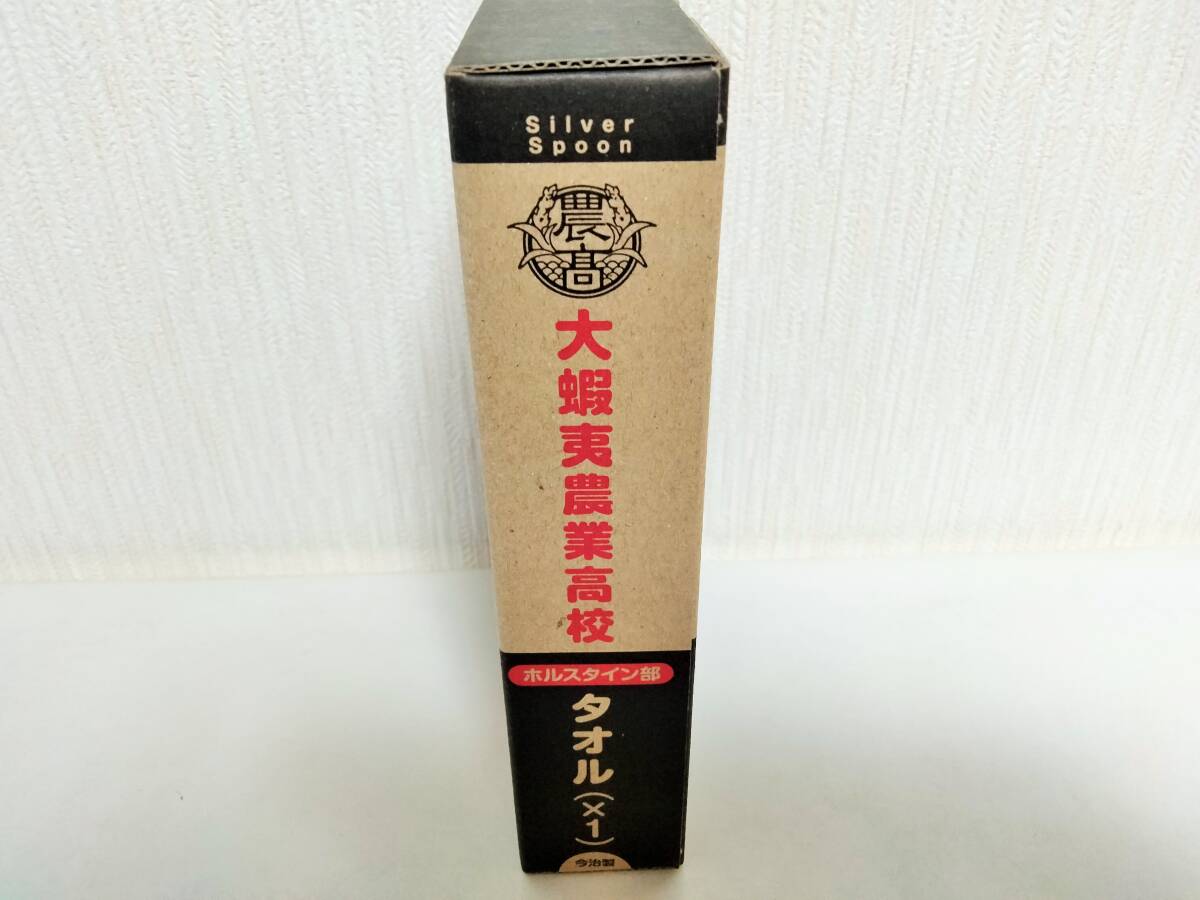 Silver
Spoon
農高
大蝦夷農業高校
ホルスタイン部
タオル(×1)
今治製